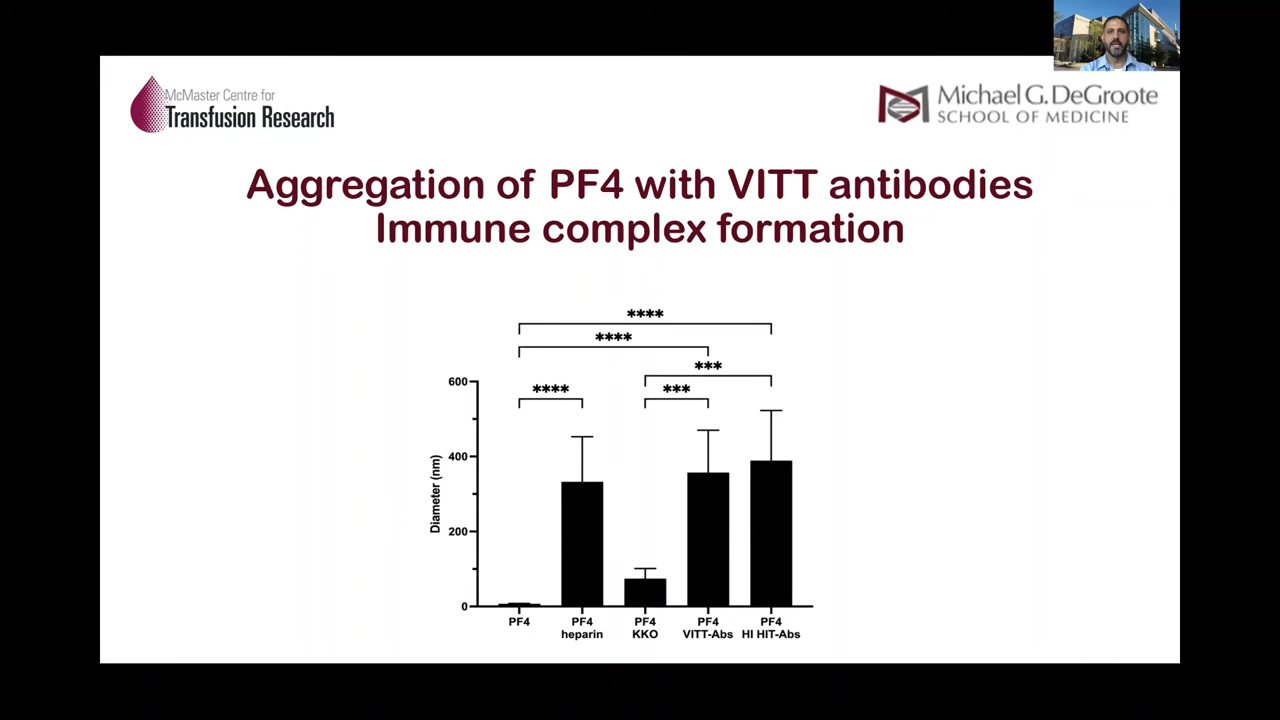 McMaster Centre for
Transfusion Research
Michael G. DeGroote
SCHOOL OF MEDICINE
Aggregation of PF4 with VITT antibodies
Immune complex formation
****
****
***
****
***
600
400
200
0
Diameter (nm)
PF4
PF4
heparin
PF4
KKO
PF4
VITT-Abs
PF4
HI HIT-Abs